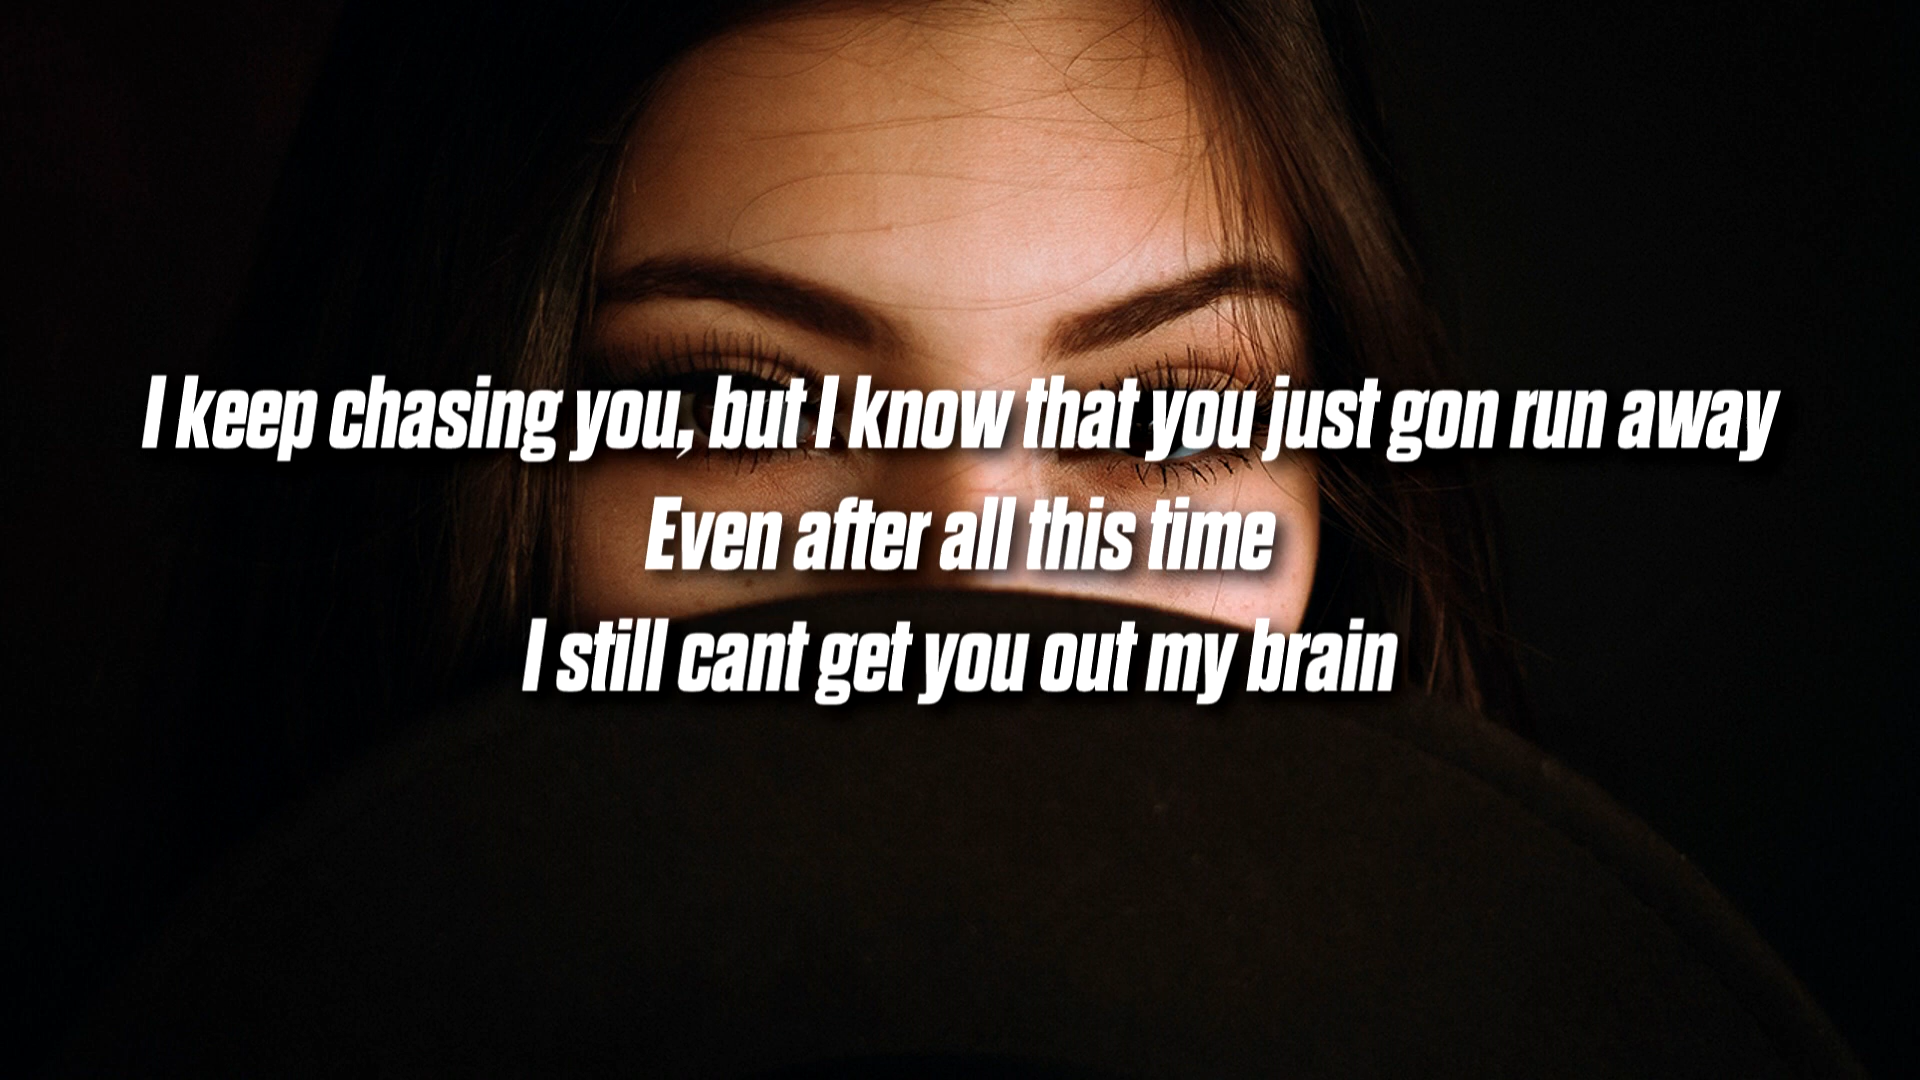 I keep chasing you, but I know that you just gon run away
Even after all this time
I still cant get you out my brain